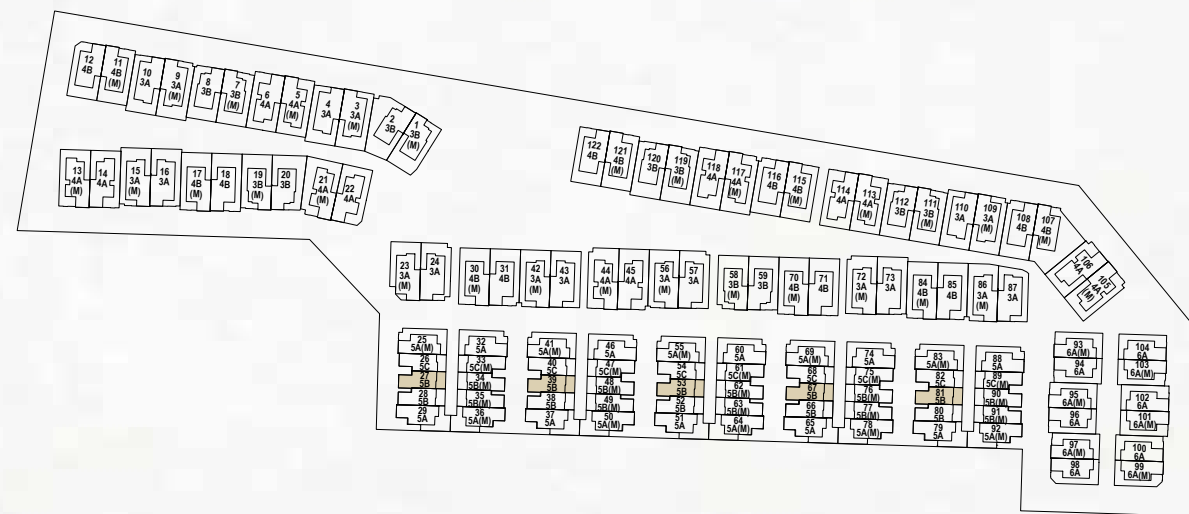 12
4B
11
4B
(M)
10
3A
9
3A
(M)
8
3B
7
3B
(M)
6
4A
5
4A
(M)
4
3A
3
3A
(M)
2
3B
1
3B
(M)
13
4A
(M)
14
4A
15
3A
(M)
16
3A
17
4B
(M)
18
4B
19
3B
(M)
20
3B
21
4A
(M)
22
4A
122
4B
121
4B
(M)
120
3B
119
3B
(M)
118
4A
117
4A
(M)
116
4B
115
4B
(M)
114
4A
113
4A
(M)
112
3B
111
3B
(M)
110
3A
109
3A
(M)
108
4B
107
4B
(M)
106
4A
105
4A
(M)
23
3A
(M)
24
3A
30
4B
(M)
31
4B
42
3A
(M)
43
3A
44
4A
(M)
45
4A
56
3A
(M)
57
3A
58
3B
(M)
59
3B
70
4B
(M)
71
4B
72
3A
(M)
73
3A
84
4B
(M)
85
4B
86
3A
(M)
87
3A
25
5A(M)
26
5C
27
5B
28
5B
29
5A
32
5A
33
5C(M)
34
5B(M)
35
5B(M)
36
5A(M)
41
5A(M)
40
5C
39
5B
38
5B
37
5A
46
5A
47
5C(M)
48
5B(M)
49
5B(M)
50
5A(M)
55
5A(M)
54
5C
53
5B
52
5B
51
5A
60
5A
61
5C(M)
62
5B(M)
63
5B(M)
64
5A(M)
69
5A(M)
68
5C
67
5B
66
5B
65
5A
74
5A
75
5C(M)
76
5B(M)
77
5B(M)
78
5A(M)
83
5A(M)
82
5C
81
5B
80
5B
79
5A
88
5A
89
5C(M)
90
5B(M)
91
5B(M)
92
5A(M)
93
6A(M)
94
6A
95
6A(M)
96
6A
97
6A(M)
98
6A
104
6A
103
6A(M)
102
6A
101
6A(M)
100
6A
99
6A(M)